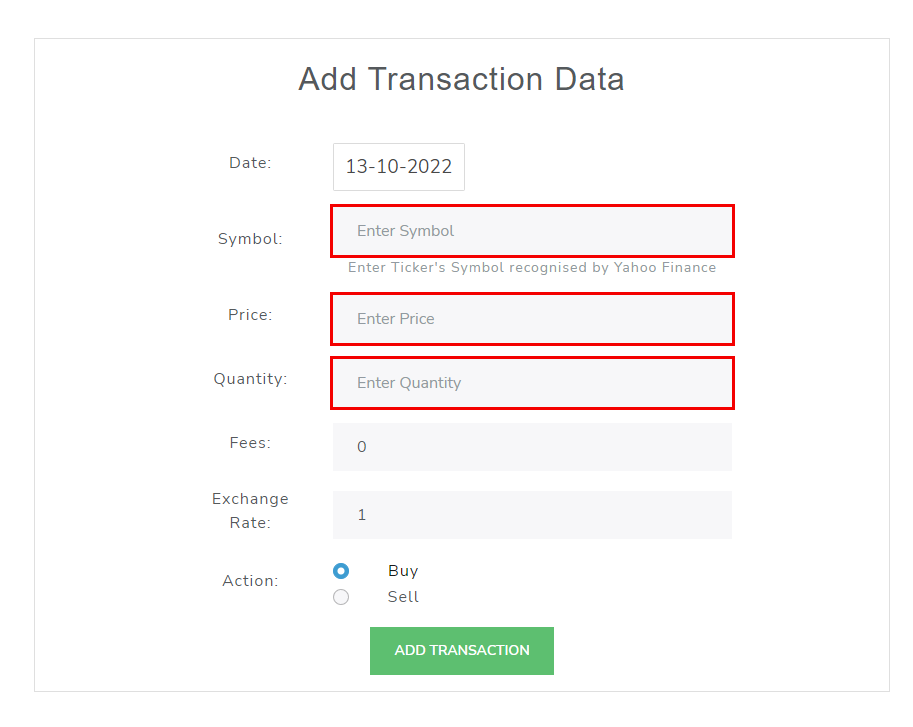 Add Transaction Data
Date: 13-10-2022
Symbol: Enter Symbol
Enter Ticker's Symbol recognised by Yahoo Finance
Price: Enter Price
Quantity: Enter Quantity
Fees: 0
Exchange
Rate: 1
Action: Buy
Sell
ADD TRANSACTION